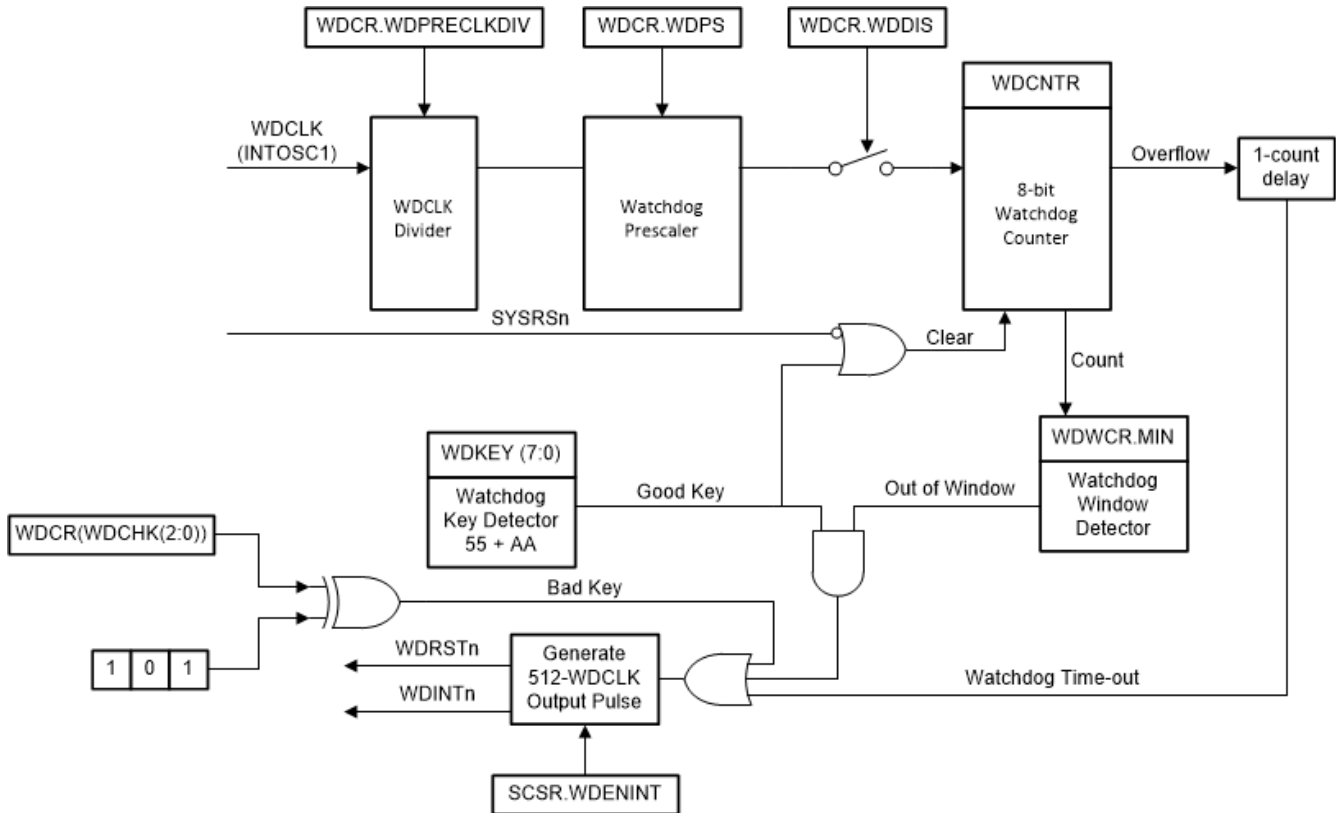 WDCR.WDPRECLKDIV
WDCR.WDPS
WDCR.WDDIS
WDCNTR
WDCLK
(INTOSC1)
WDCLK
Divider
Watchdog
Prescaler
8-bit
Watchdog
Counter
Overflow
1-count
delay
SYSRSn
Clear
Count
WDKEY (7:0)
Watchdog
Key Detector
55 + AA
Good Key
Out of Window
WDWCR.MIN
Watchdog
Window
Detector
WDCR(WDCHK(2:0))
Bad Key
1 0 1
WDRSTn
WDINTn
Generate
512-WDCLK
Output Pulse
Watchdog Time-out
SCSR.WDENINT